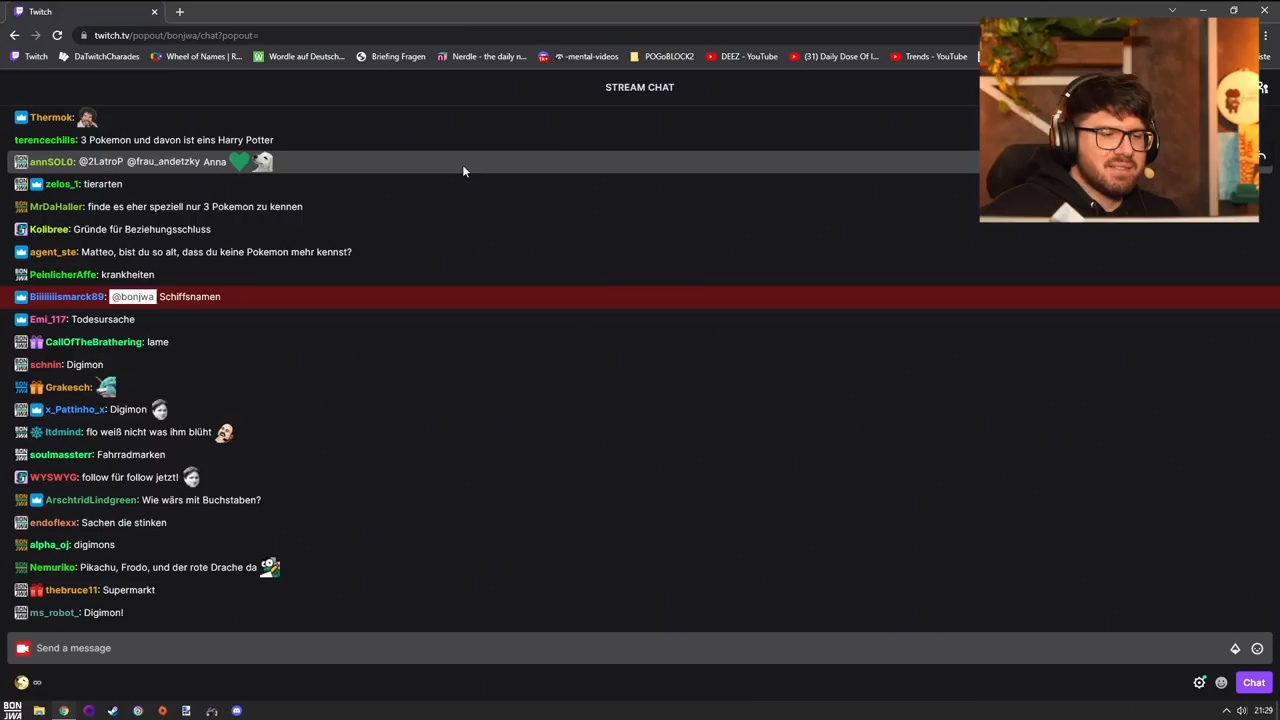 Twitch
twitch.tv/popout/bonjwa/chat?popout=
Twitch
DaTwitchCharades
Wheel of Names | R...
Wordle auf Deutsch...
Briefing Fragen
Nerdle - the daily n...
-mental-videos
POGoBLOCK2
DEEZ - YouTube
(31) Daily Dose Of I...
Trends - YouTube
STREAM CHAT
Thermok:
terencechills: 3 Pokemon und davon ist eins Harry Potter
annSOL0: @2LatroP @frau_andetzky Anna
zelos_1: tierarten
MrDaHaller: finde es eher speziell nur 3 Pokemon zu kennen
Kolibree: Gründe für Beziehungsschluss
agent_ste: Matteo, bist du so alt, dass du keine Pokemon mehr kennst?
PeinlicherAffe: krankheiten
Biiiiiiiismarck89: @bonjwa Schiffsnamen
Emi_117: Todesursache
CallOfTheBrathering: lame
schnin: Digimon
Grakesch:
x_Pattinho_x: Digimon
ltdmind: flo weiß nicht was ihm blüht
soulmassterr: Fahrradmarken
WYSWYG: follow für follow jetzt!
ArschtridLindgreen: Wie wärs mit Buchstaben?
endoflexx: Sachen die stinken
alpha_oj: digimons
Nemuriko: Pikachu, Frodo, und der rote Drache da
thebruce11: Supermarkt
ms_robot_: Digimon!
Send a message
∞
Chat
BONJWA
21:29